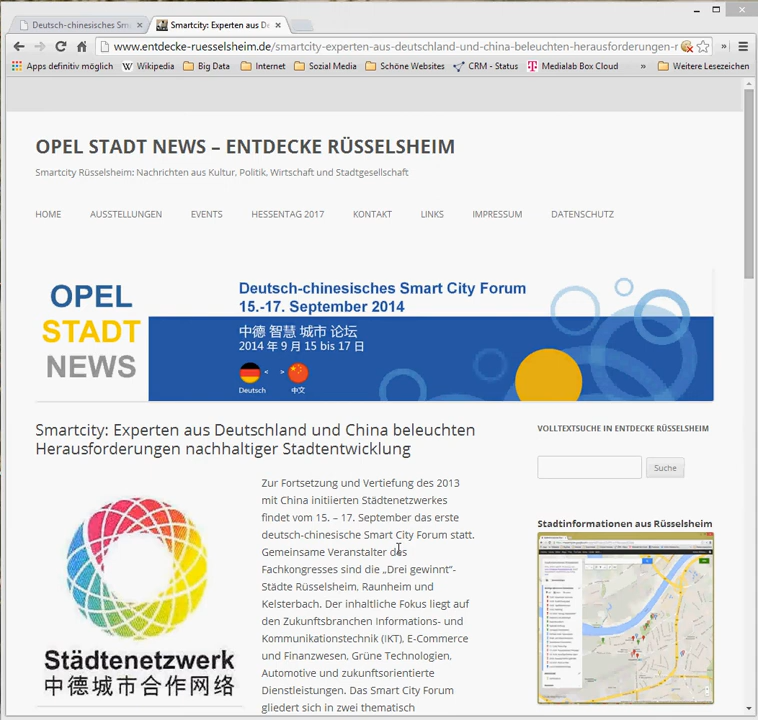 Deutsch-chinesisches Sm
Smartcity: Experten aus De
www.entdecke-ruesselsheim.de/smartcity-experten-aus-deutschland-und-china-beleuchten-herausforderungen-
Apps definitiv möglich Wikipedia Big Data Internet Sozial Media Schöne Websites CRM - Status Medialab Box Cloud » Weitere Lesezeichen
OPEL STADT NEWS – ENTDECKE RÜSSELSHEIM
Smartcity Rüsselsheim: Nachrichten aus Kultur, Politik, Wirtschaft und Stadtgesellschaft
HOME AUSSTELLUNGEN EVENTS HESSENTAG 2017 KONTAKT LINKS IMPRESSUM DATENSCHUTZ
OPEL
STADT
NEWS
Deutsch-chinesisches Smart City Forum
15.-17. September 2014
中德 智慧 城市 论坛
2014 年 9 月 15 bis 17 日
< >
Deutsch 中文
Smartcity: Experten aus Deutschland und China beleuchten
Herausforderungen nachhaltiger Stadtentwicklung
Städtenetzwerk
中德城市合作网络
Zur Fortsetzung und Vertiefung des 2013
mit China initiierten Städtenetzwerkes
findet vom 15. – 17. September das erste
deutsch-chinesische Smart City Forum statt.
Gemeinsame Veranstalter des
Fachkongresses sind die „Drei gewinnt“-
Städte Rüsselsheim, Raunheim und
Kelsterbach. Der inhaltliche Fokus liegt auf
den Zukunftsbranchen Informations- und
Kommunikationstechnik (IKT), E-Commerce
und Finanzwesen, Grüne Technologien,
Automotive und zukunftsorientierte
Dienstleistungen. Das Smart City Forum
gliedert sich in zwei thematisch
VOLLTEXTSUCHE IN ENTDECKE RÜSSELSHEIM
Suche
Stadtinformationen aus Rüsselsheim